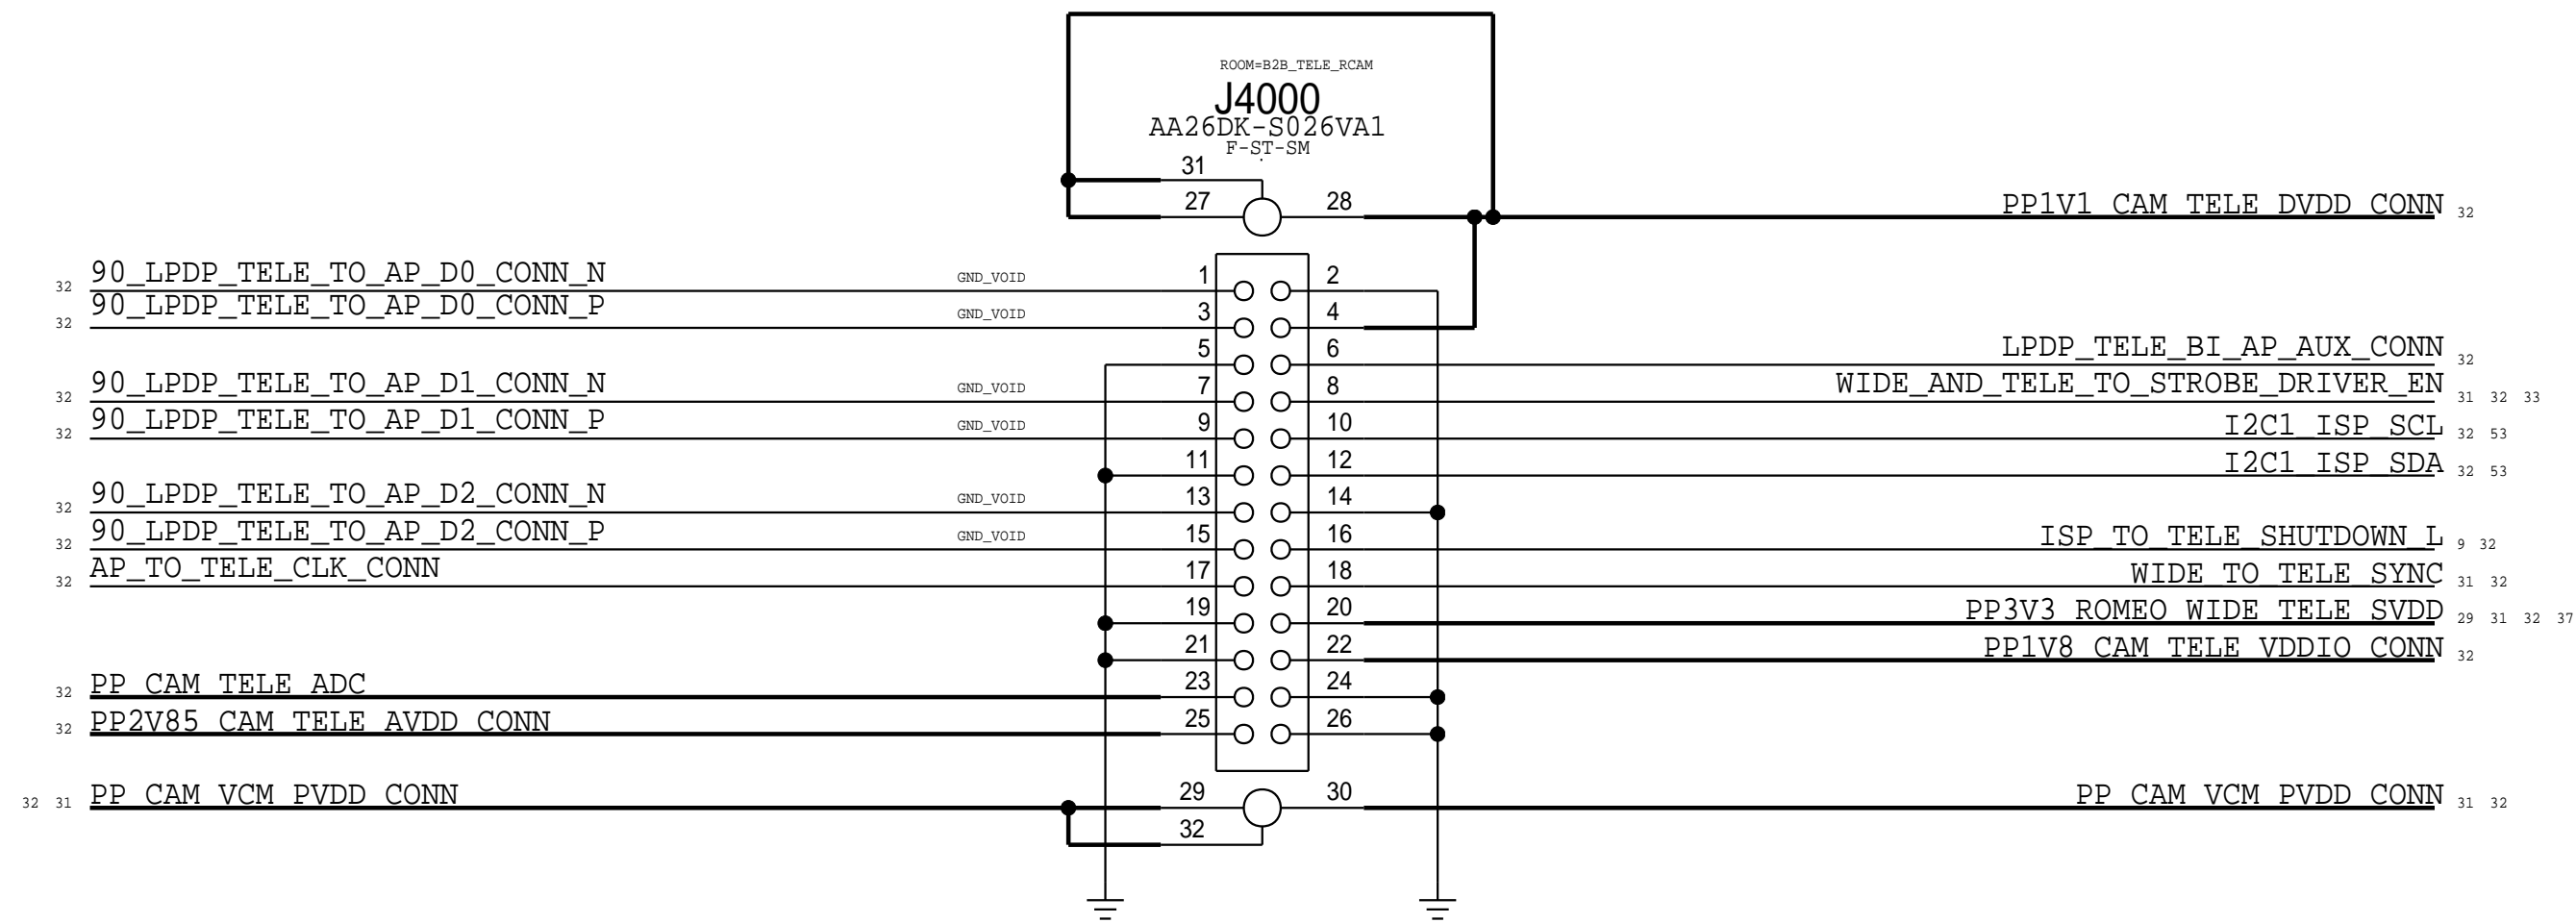 ROOM=B2B_TELE_RCAM
J4000
AA26DK-S026VA1
F-ST-SM
31
27 28 PP1V1_CAM_TELE_DVDD_CONN 32
32 90_LPDP_TELE_TO_AP_D0_CONN_N GND_VOID 1 2
32 90_LPDP_TELE_TO_AP_D0_CONN_P GND_VOID 3 4
5 6 LPDP_TELE_BI_AP_AUX_CONN 32
32 90_LPDP_TELE_TO_AP_D1_CONN_N GND_VOID 7 8 WIDE_AND_TELE_TO_STROBE_DRIVER_EN 31 32 33
32 90_LPDP_TELE_TO_AP_D1_CONN_P GND_VOID 9 10 I2C1_ISP_SCL 32 53
11 12 I2C1_ISP_SDA 32 53
32 90_LPDP_TELE_TO_AP_D2_CONN_N GND_VOID 13 14
32 90_LPDP_TELE_TO_AP_D2_CONN_P GND_VOID 15 16 ISP_TO_TELE_SHUTDOWN_L 9 32
32 AP_TO_TELE_CLK_CONN 17 18 WIDE_TO_TELE_SYNC 31 32
19 20 PP3V3_ROMEO_WIDE_TELE_SVDD 29 31 32 37
21 22 PP1V8_CAM_TELE_VDDIO_CONN 32
32 PP_CAM_TELE_ADC 23 24
32 PP2V85_CAM_TELE_AVDD_CONN 25 26
32 31 PP_CAM_VCM_PVDD_CONN 29 30 PP_CAM_VCM_PVDD_CONN 31 32
32